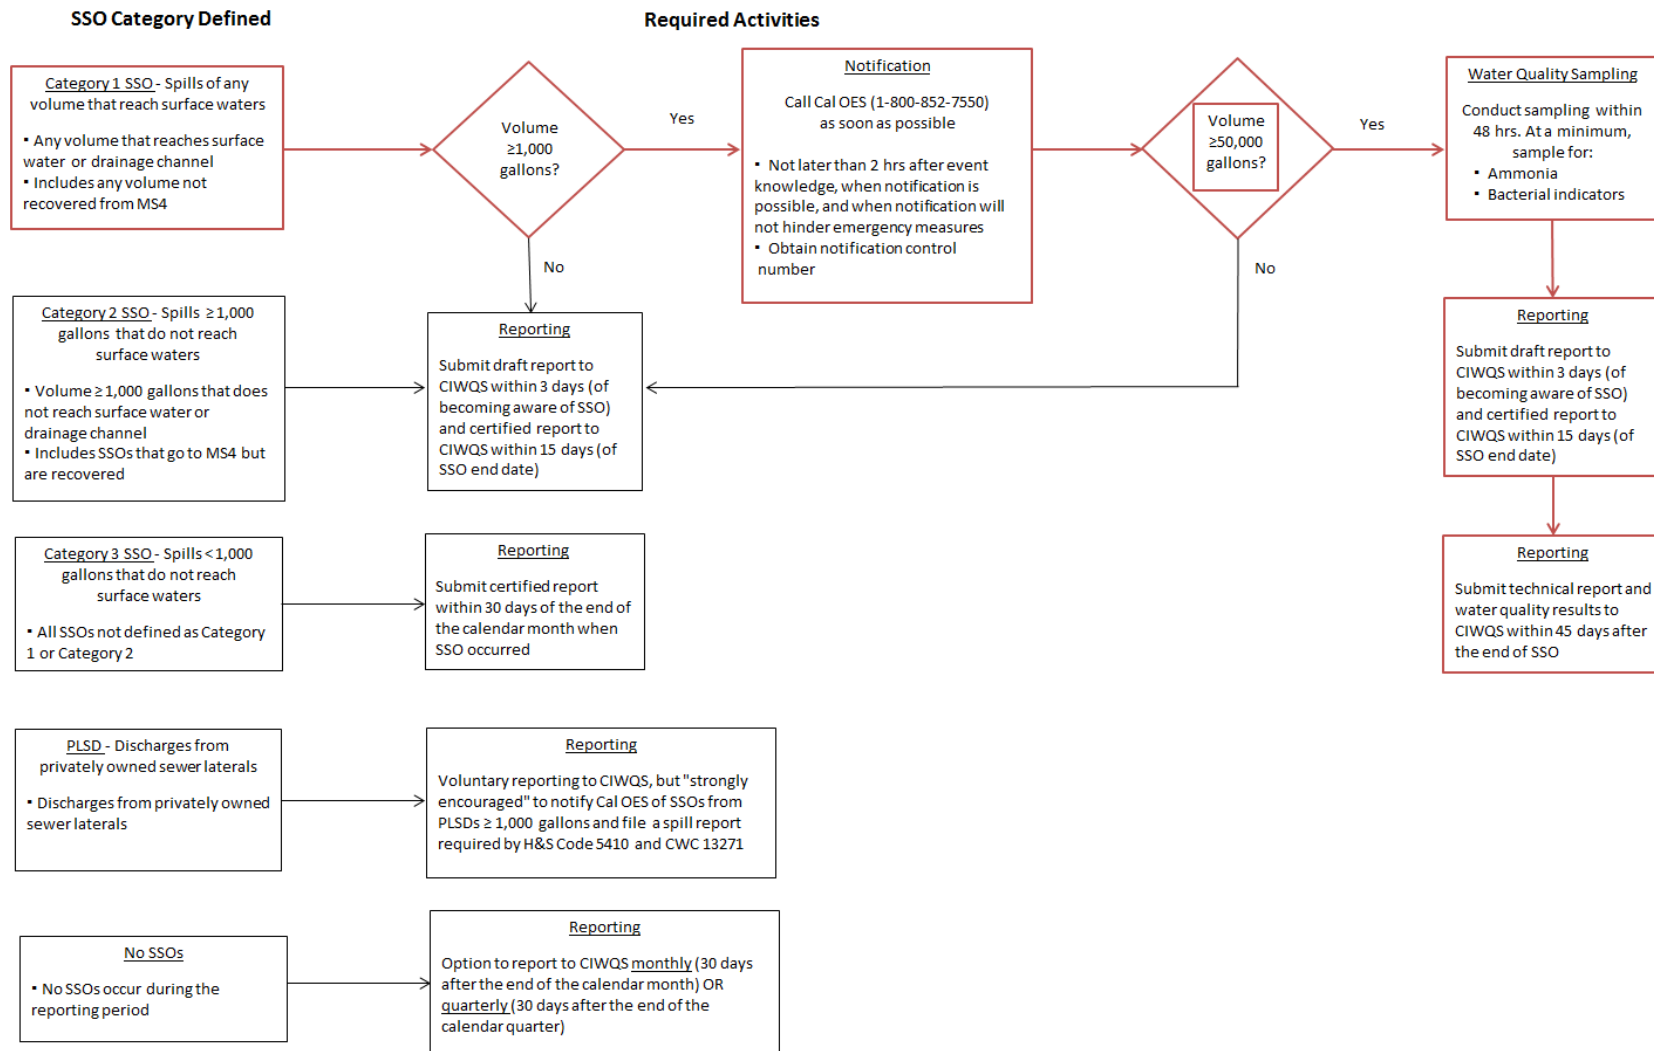 SSO Category Defined
Required Activities
Category 1 SSO - Spills of any
volume that reach surface waters
▪ Any volume that reaches surface
water or drainage channel
▪ Includes any volume not
recovered from MS4
Volume
≥1,000
gallons?
Yes
No
Notification
Call Cal OES (1-800-852-7550)
as soon as possible
▪ Not later than 2 hrs after event
knowledge, when notification is
possible, and when notification will
not hinder emergency measures
▪ Obtain notification control
number
Volume
≥50,000
gallons?
Yes
No
Water Quality Sampling
Conduct sampling within
48 hrs. At a minimum,
sample for:
▪ Ammonia
▪ Bacterial indicators
Category 2 SSO - Spills ≥ 1,000
gallons that do not reach
surface waters
▪ Volume ≥ 1,000 gallons that does
not reach surface water or
drainage channel
▪ Includes SSOs that go to MS4 but
are recovered
Reporting
Submit draft report to
CIWQS within 3 days (of
becoming aware of SSO)
and certified report to
CIWQS within 15 days (of
SSO end date)
Reporting
Submit draft report to
CIWQS within 3 days (of
becoming aware of SSO)
and certified report to
CIWQS within 15 days (of
SSO end date)
Category 3 SSO - Spills < 1,000
gallons that do not reach
surface waters
▪ All SSOs not defined as Category
1 or Category 2
Reporting
Submit certified report
within 30 days of the end of
the calendar month when
SSO occurred
Reporting
Submit technical report and
water quality results to
CIWQS within 45 days after
the end of SSO
PLSD - Discharges from
privately owned sewer laterals
▪ Discharges from privately owned
sewer laterals
Reporting
Voluntary reporting to CIWQS, but "strongly
encouraged" to notify Cal OES of SSOs from
PLSDs ≥ 1,000 gallons and file a spill report
required by H&S Code 5410 and CWC 13271
No SSOs
▪ No SSOs occur during the
reporting period
Reporting
Option to report to CIWQS monthly (30 days
after the end of the calendar month) OR
quarterly (30 days after the end of the
calendar quarter)